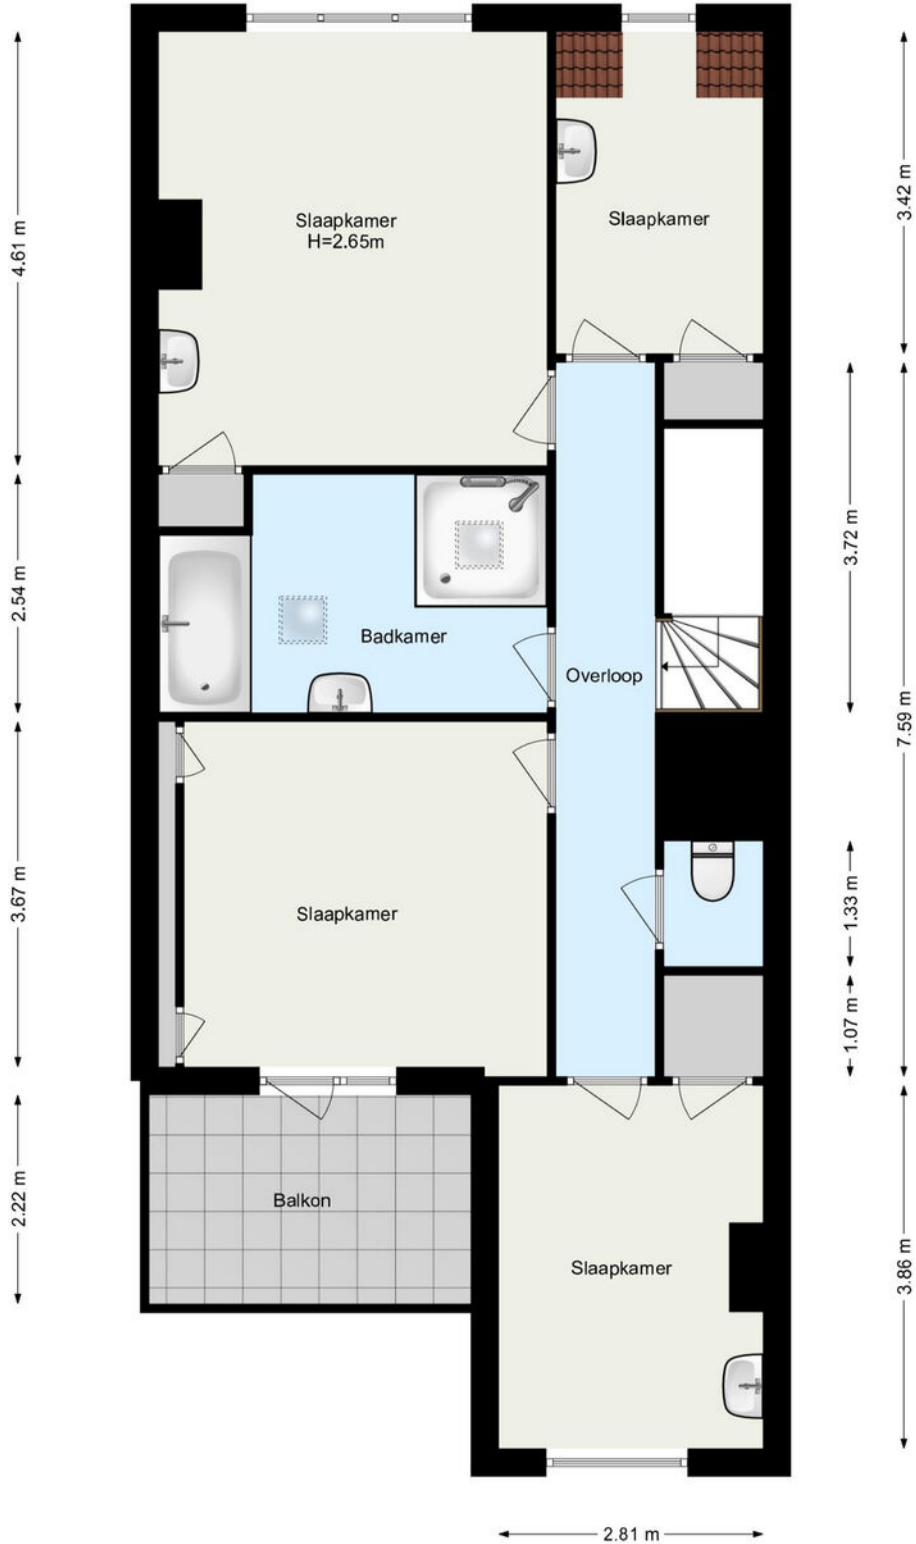 4.61 m
Slaapkamer
H=2.65m
Slaapkamer
3.42 m
2.54 m
Badkamer
Overloop
3.72 m
7.59 m
3.67 m
Slaapkamer
1.33 m
1.07 m
2.22 m
Balkon
Slaapkamer
3.86 m
2.81 m